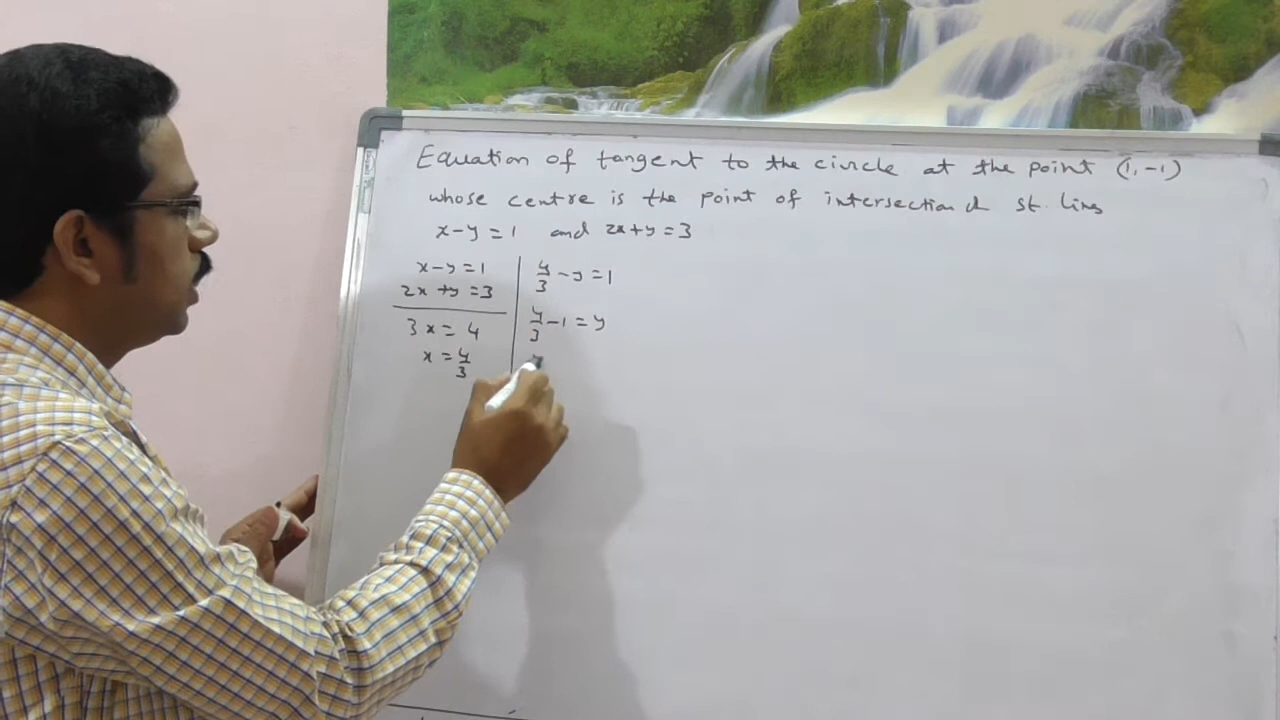 Equation of tangent to the circle at the point (1, -1)
whose centre is the point of intersection of st. lines
x-y = 1 and 2x+y = 3
x-y = 1
2x+y = 3
3x = 4
x = 4/3
4/3 - y = 1
4/3 - 1 = y